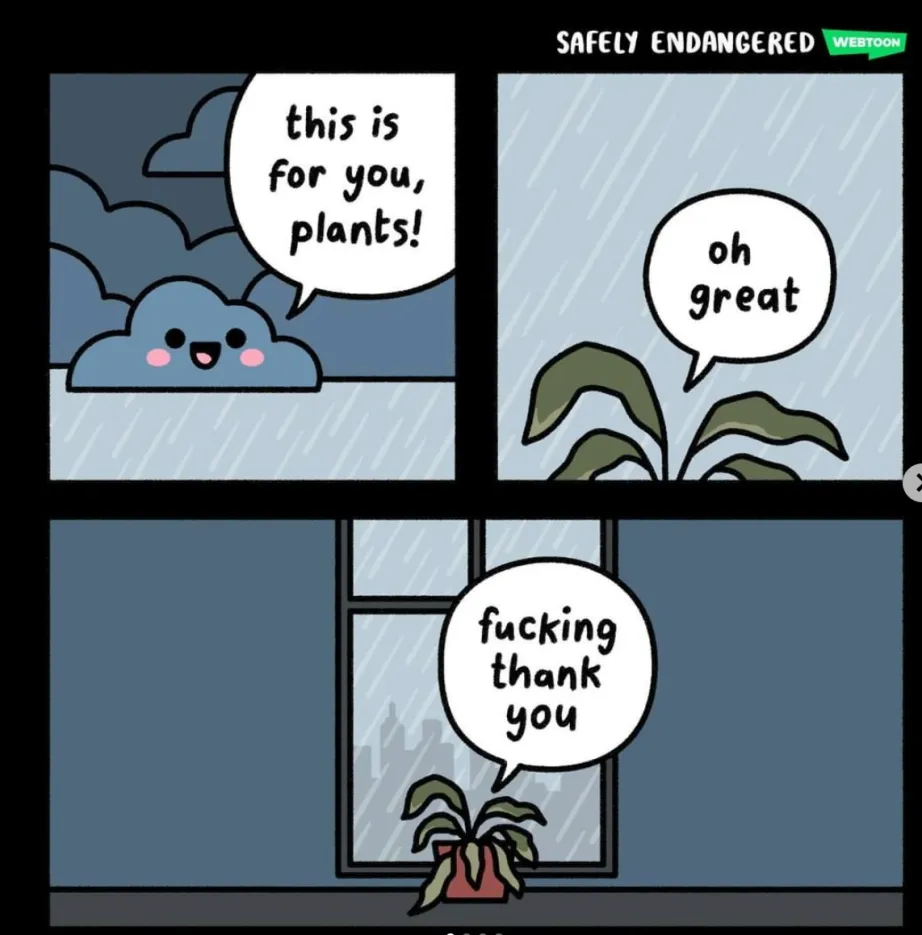 SAFELY ENDANGERED WEBTOON
this is
for you,
plants!
oh
great
fucking
thank
you